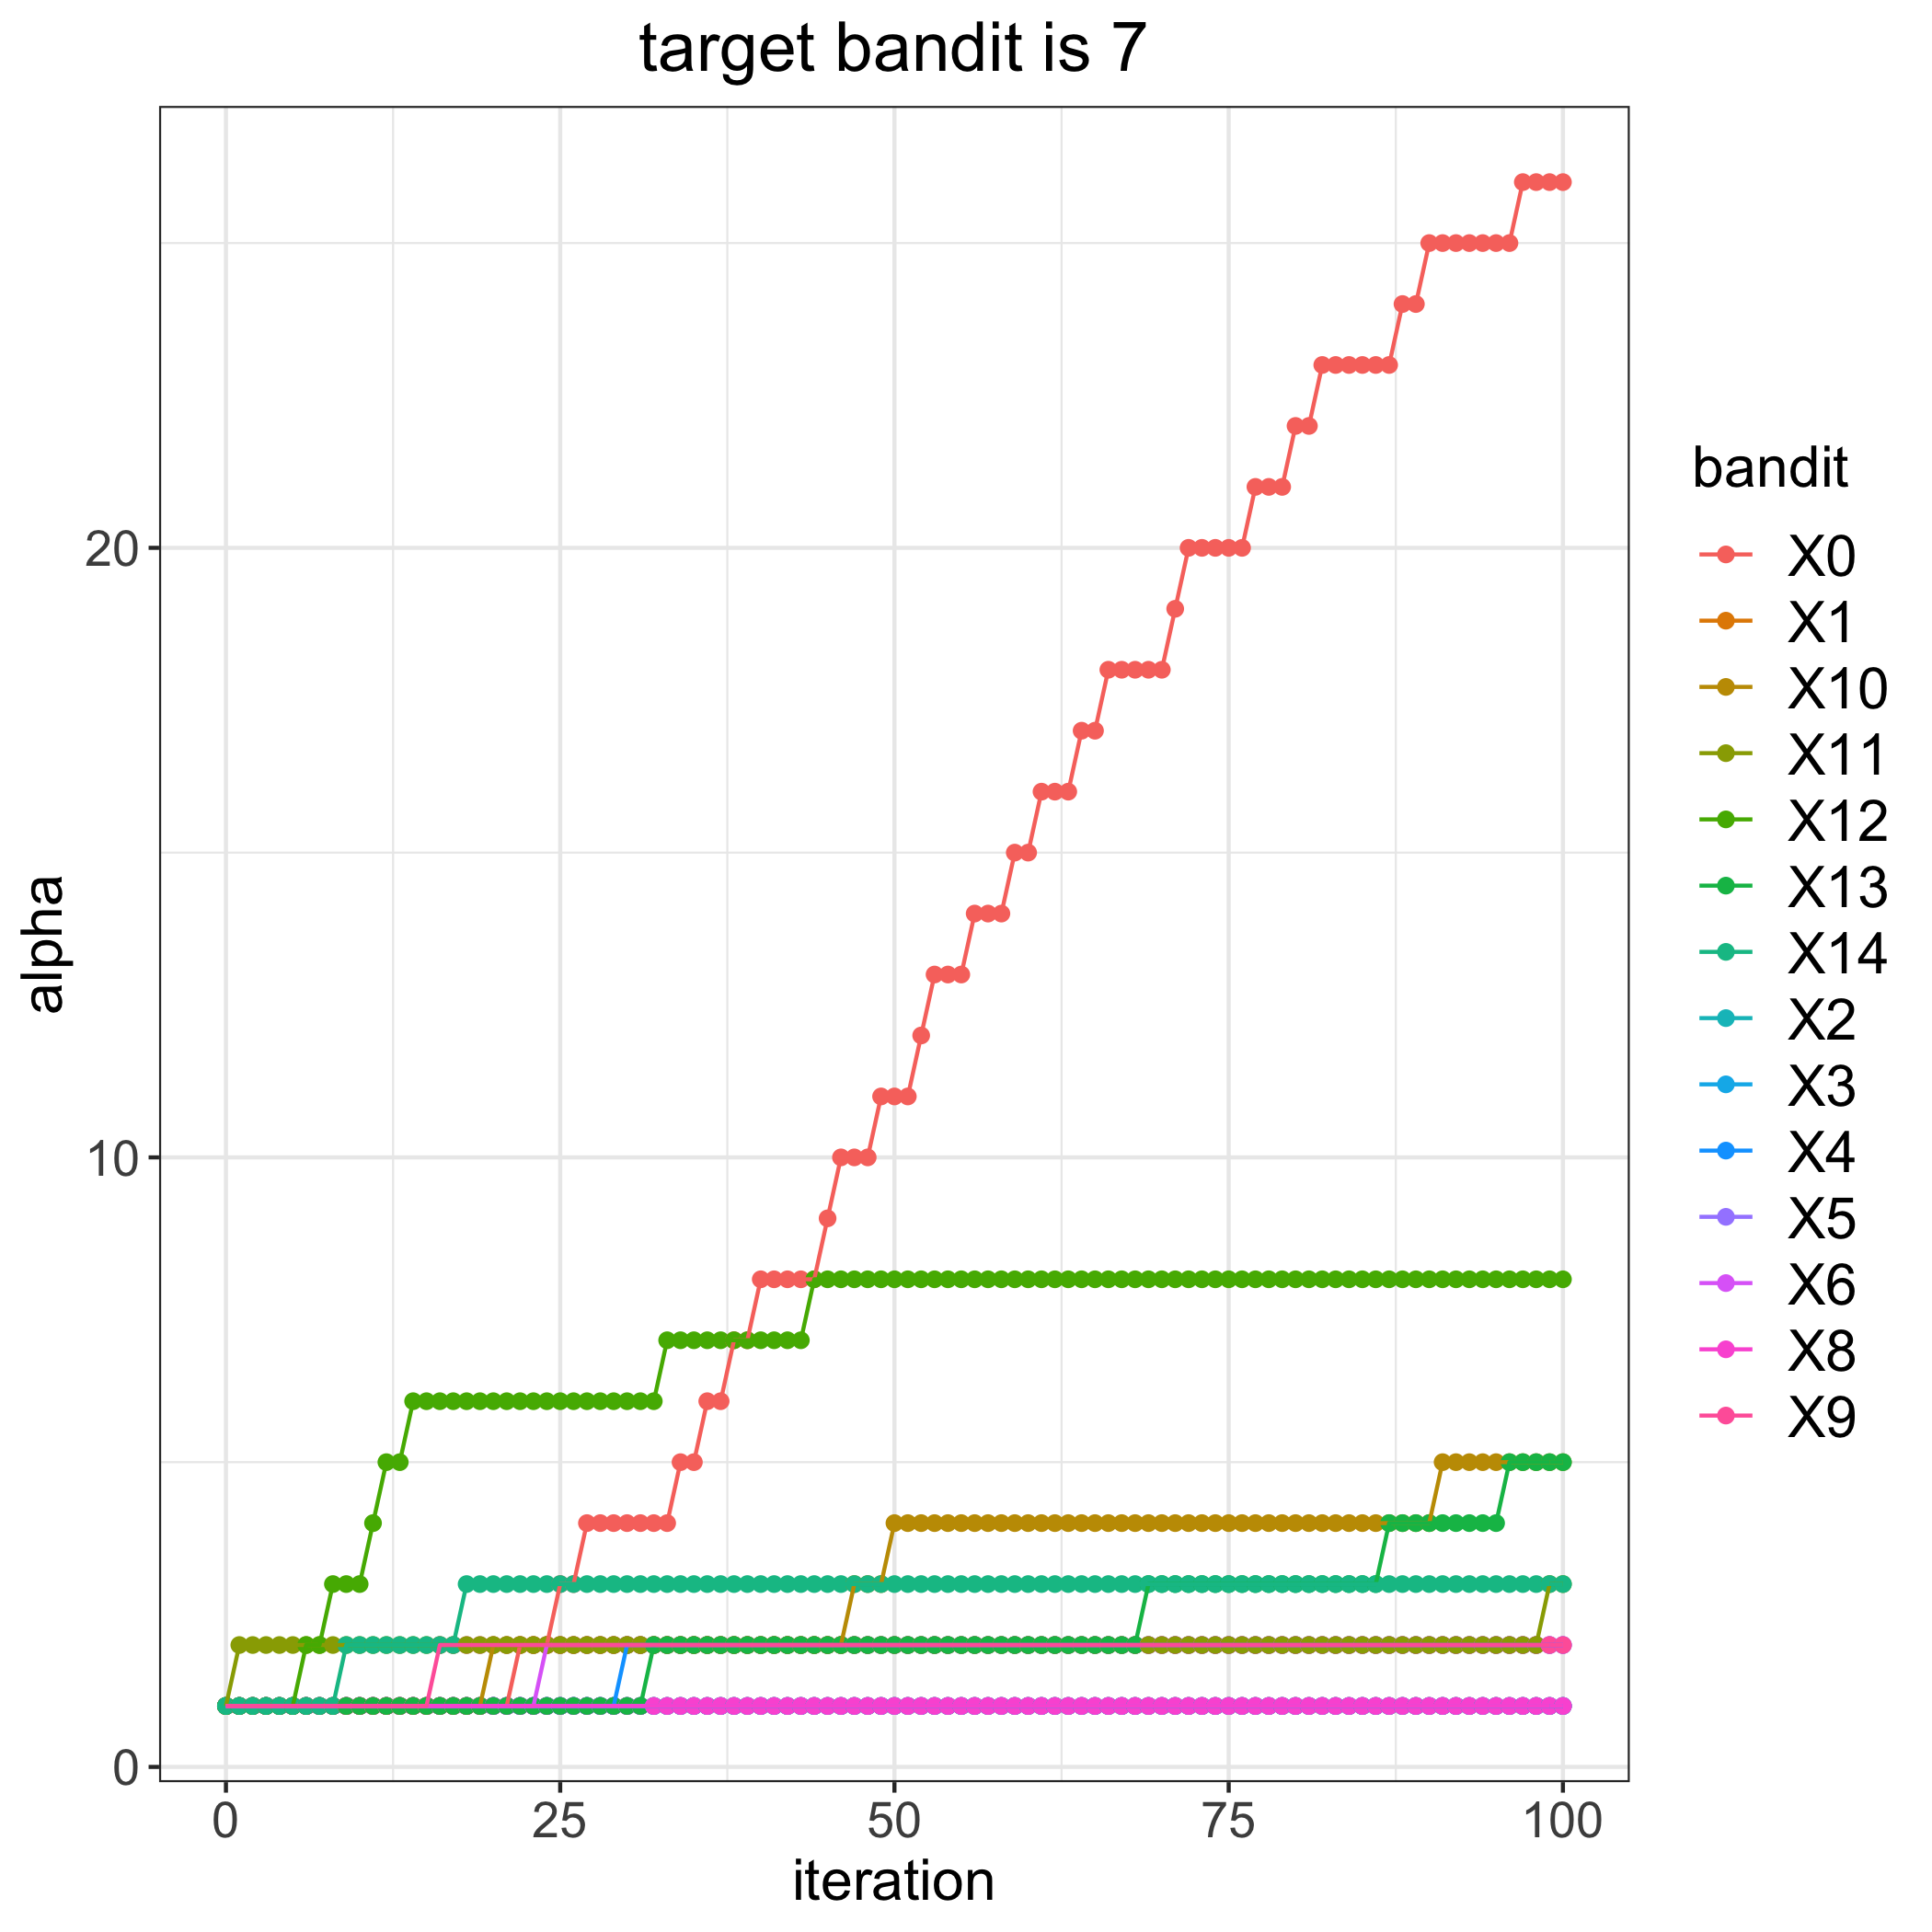 target bandit is 7
alpha
20
10
0
0 25 50 75 100
iteration
bandit
X0
X1
X10
X11
X12
X13
X14
X2
X3
X4
X5
X6
X8
X9